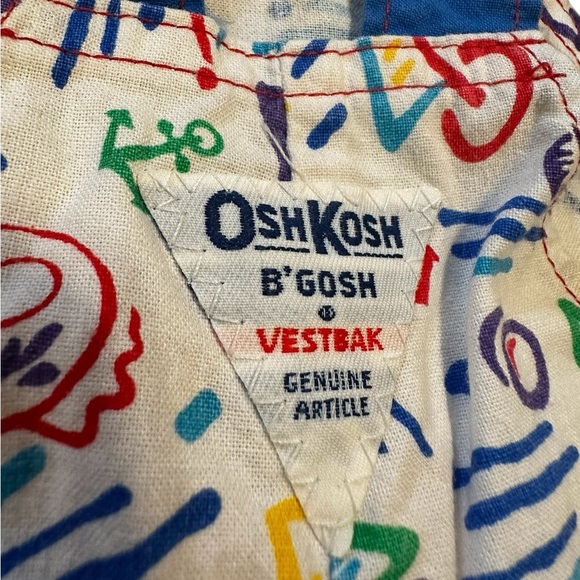 OSHKOSH
B'GOSH
VESTBAK
GENUINE
ARTICLE